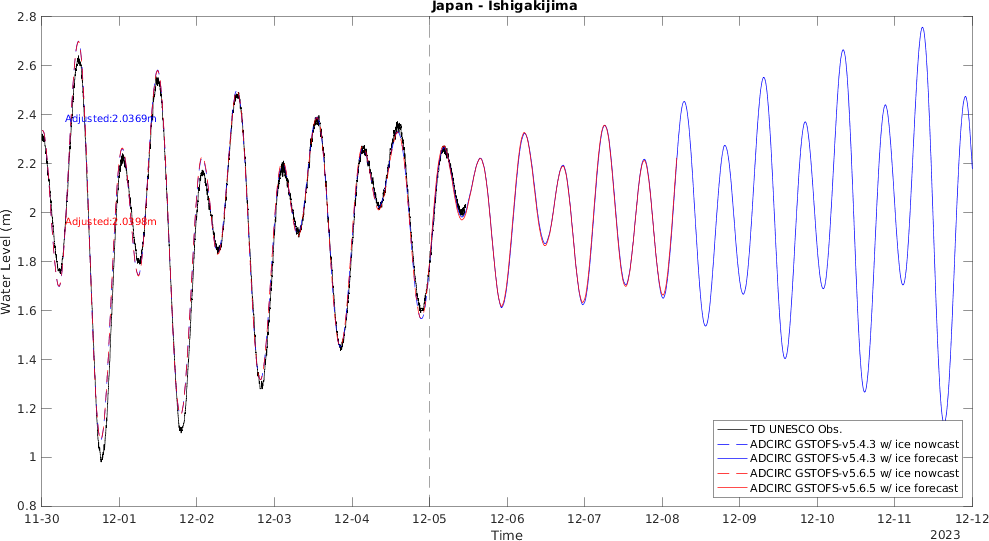 Japan - Ishigakijima
Water Level (m)
2.8
2.6
2.4
2.2
2
1.8
1.6
1.4
1.2
1
0.8
Adjusted:2.0369m
Adjusted:2.0398m
TD UNESCO Obs.
ADCIRC GSTOFS-v5.4.3 w/ ice nowcast
ADCIRC GSTOFS-v5.4.3 w/ ice forecast
ADCIRC GSTOFS-v5.6.5 w/ ice nowcast
ADCIRC GSTOFS-v5.6.5 w/ ice forecast
11-30 12-01 12-02 12-03 12-04 12-05 12-06 12-07 12-08 12-09 12-10 12-11 12-12
Time
2023